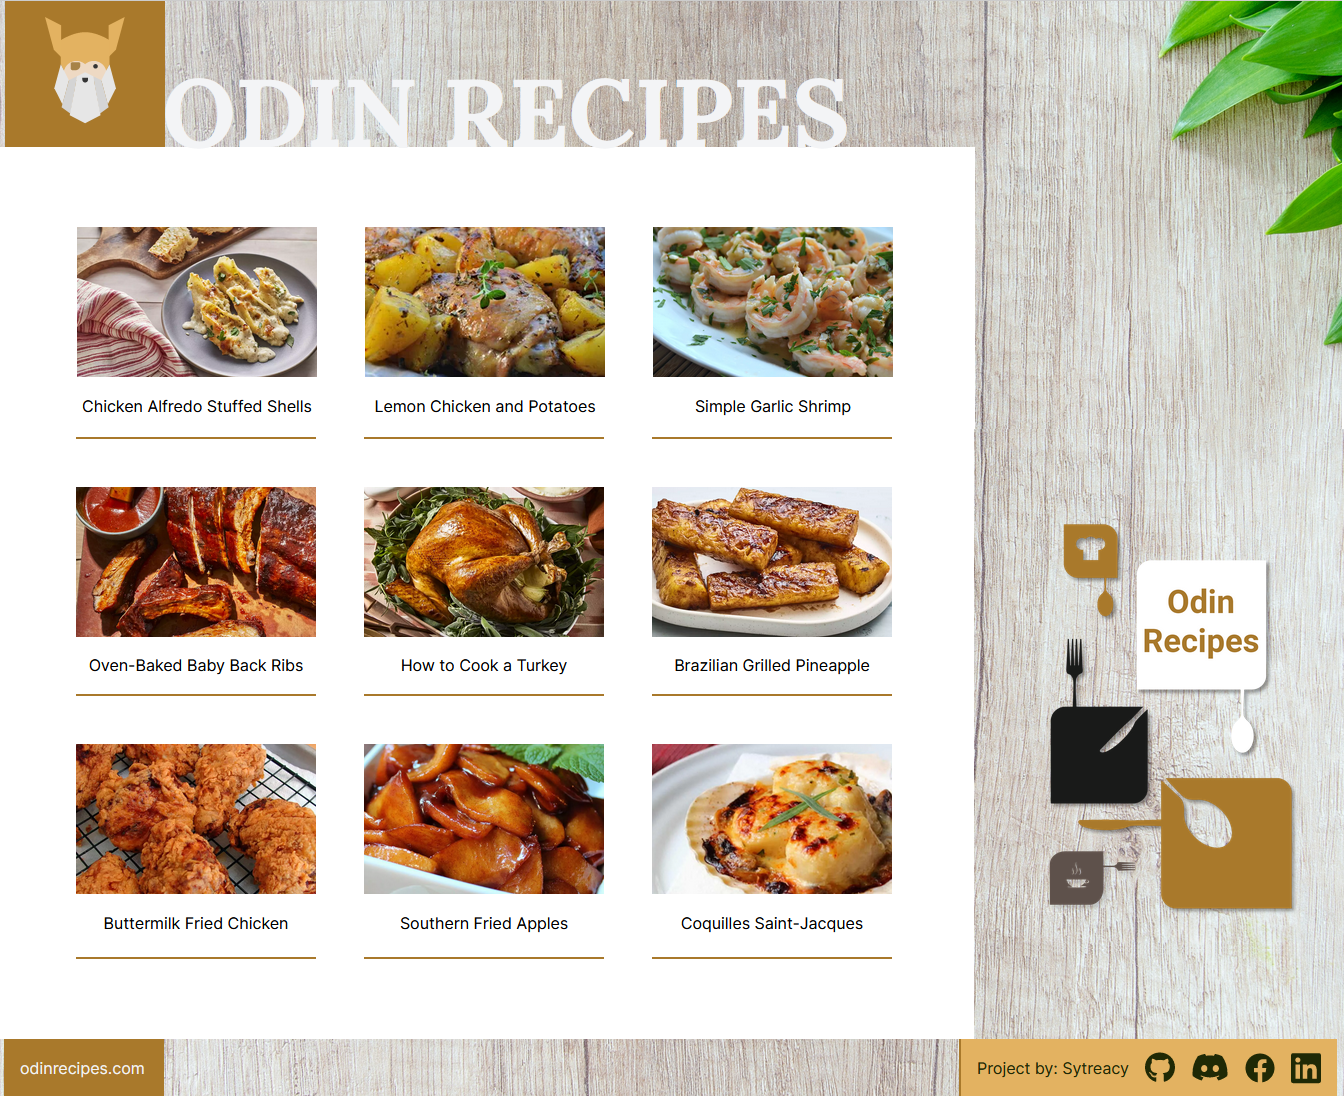 ODIN RECIPES
Chicken Alfredo Stuffed Shells
Lemon Chicken and Potatoes
Simple Garlic Shrimp
Oven-Baked Baby Back Ribs
How to Cook a Turkey
Brazilian Grilled Pineapple
Buttermilk Fried Chicken
Southern Fried Apples
Coquilles Saint-Jacques
Odin
Recipes
odinrecipes.com
Project by: Sytreacy
in